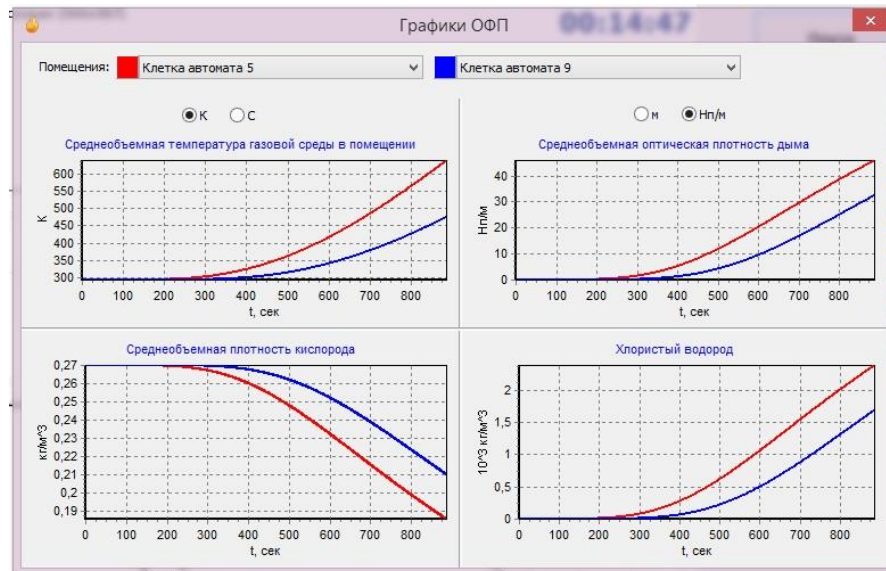 Графики ОФП
00:14:47
Помещения: Клетка автомата 5 Клетка автомата 9
К С
м Нп/м
Среднеобъемная температура газовой среды в помещении
К
600
550
500
450
400
350
300
0 100 200 300 400 500 600 700 800
t, сек
Среднеобъемная оптическая плотность дыма
Нп/м
40
30
20
10
0
0 100 200 300 400 500 600 700 800
t, сек
Среднеобъемная плотность кислорода
кг/м^3
0,27
0,26
0,25
0,24
0,23
0,22
0,21
0,2
0,19
0 100 200 300 400 500 600 700 800
t, сек
Хлористый водород
10^3 кг/м^3
2
1,5
1
0,5
0
0 100 200 300 400 500 600 700 800
t, сек